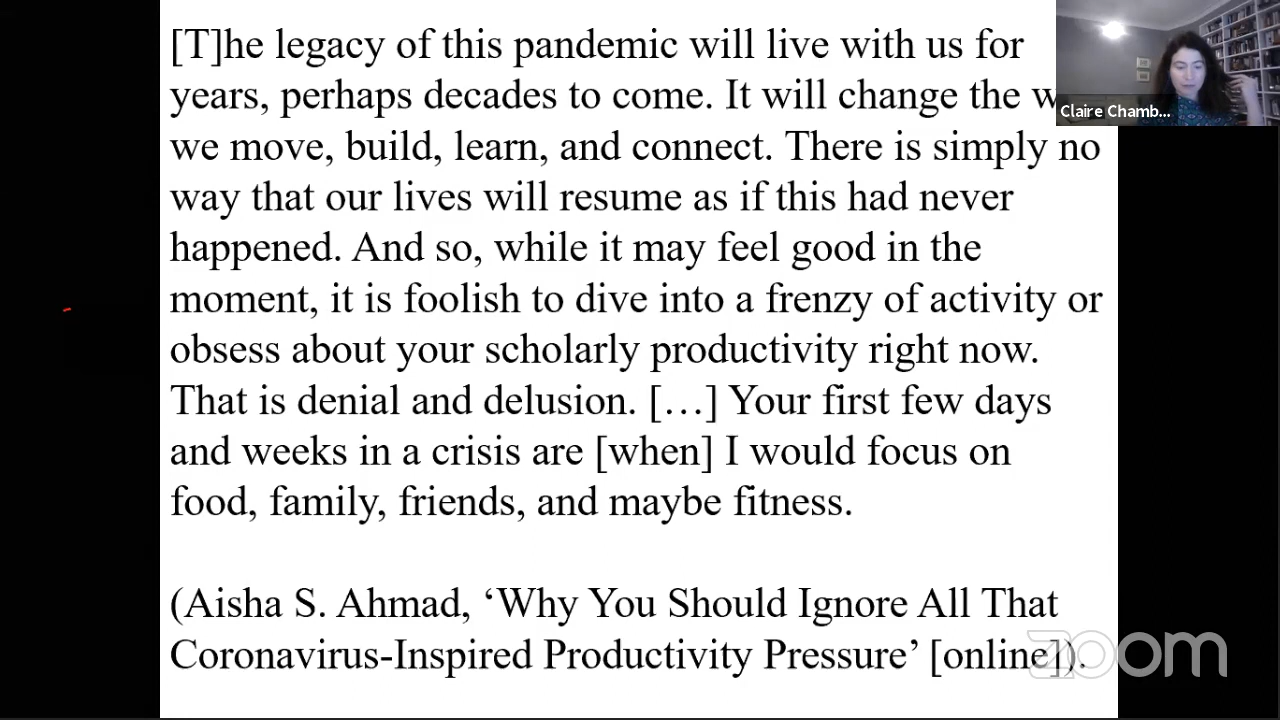 [T]he legacy of this pandemic will live with us for
years, perhaps decades to come. It will change the
we move, build, learn, and connect. There is simply no
way that our lives will resume as if this had never
happened. And so, while it may feel good in the
moment, it is foolish to dive into a frenzy of activity or
obsess about your scholarly productivity right now.
That is denial and delusion. […] Your first few days
and weeks in a crisis are [when] I would focus on
food, family, friends, and maybe fitness.
(Aisha S. Ahmad, ‘Why You Should Ignore All That
Coronavirus-Inspired Productivity Pressure’ [online]).
Claire Chamb...
zoom